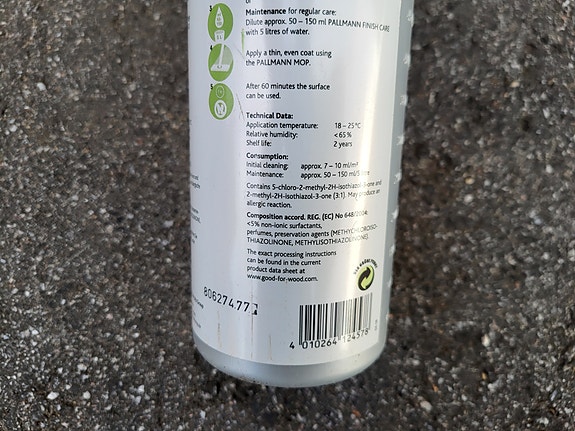 or
Maintenance for regular care:
Dilute approx. 50 – 150 ml PALLMANN FINISH CARE
with 5 litres of water.
4.
Apply a thin, even coat using
the PALLMANN MOP.
5.
After 60 minutes the surface
can be used.
Technical Data:
Application temperature: 18 – 25°C
Relative humidity: < 65%
Shelf life: 2 years
Consumption:
Initial cleaning: approx. 7 – 10 ml/m²
Maintenance: approx. 50 – 150 ml/5
Contains 5-chloro-2-methyl-2H-isothiazol-3-one and
2-methyl-2H-isothiazol-3-one (3:1). May produce an
allergic reaction.
Composition accord. REG. (EC) No 648/2004:
<5% non-ionic surfactants,
perfumes, preservation agents (METHYCHLOROISO-
THIAZOLINONE, METHYLISOTHIAZOLINONE).
The exact processing instructions
can be found in the current
product data sheet at
www.good-for-wood.com.
80627477
4 010264 124578